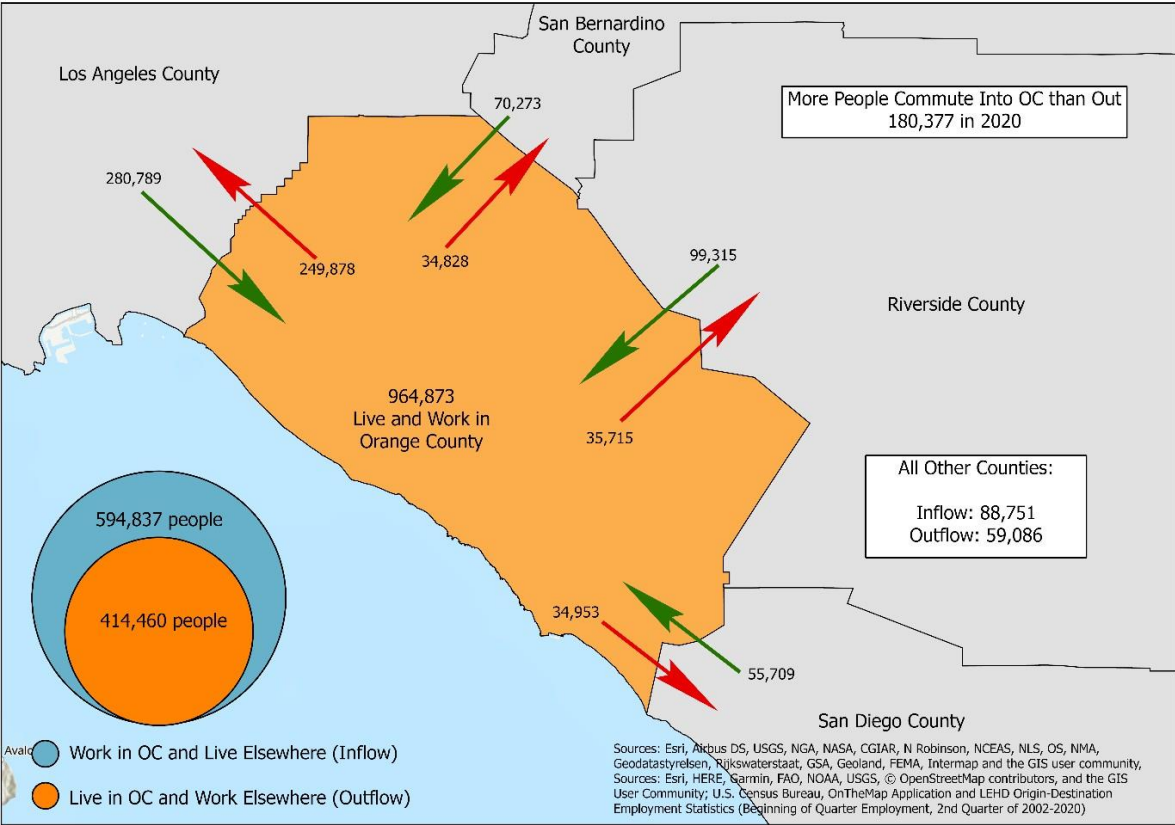 San Bernardino
County
Los Angeles County
70,273
More People Commute Into OC than Out
180,377 in 2020
280,789
249,878
34,828
99,315
Riverside County
964,873
Live and Work in
Orange County
35,715
All Other Counties:
Inflow: 88,751
Outflow: 59,086
594,837 people
414,460 people
34,953
55,709
San Diego County
Avalo
Work in OC and Live Elsewhere (Inflow)
Live in OC and Work Elsewhere (Outflow)
Sources: Esri, Airbus DS, USGS, NGA, NASA, CGIAR, N Robinson, NCEAS, NLS, OS, NMA,
Geodatastyrelsen, Rijkswaterstaat, GSA, Geoland, FEMA, Intermap and the GIS user community,
Sources: Esri, HERE, Garmin, FAO, NOAA, USGS, © OpenStreetMap contributors, and the GIS
User Community; U.S. Census Bureau, OnTheMap Application and LEHD Origin-Destination
Employment Statistics (Beginning of Quarter Employment, 2nd Quarter of 2002-2020)